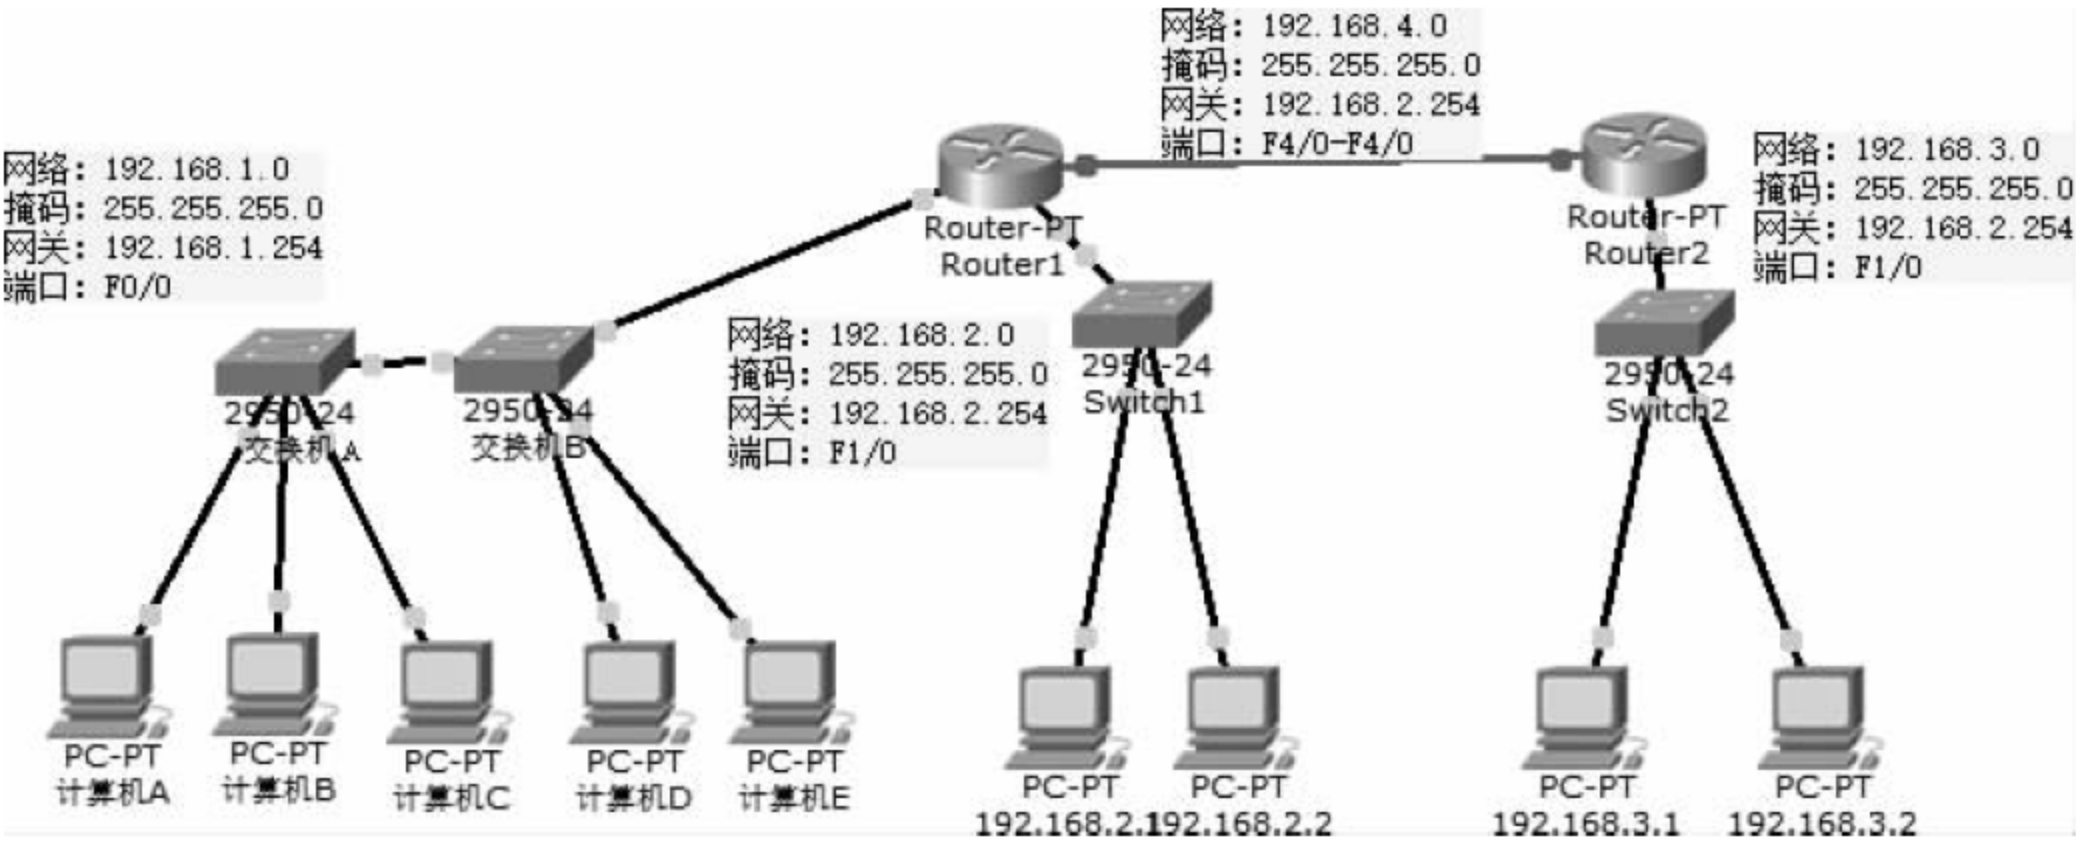 网络：192.168.4.0
掩码：255.255.255.0
网关：192.168.2.254
端口：F4/0-F4/0
网络：192.168.1.0
掩码：255.255.255.0
网关：192.168.1.254
端口：F0/0
Router-PT
Router1
Router-PT
Router2
网络：192.168.3.0
掩码：255.255.255.0
网关：192.168.2.254
端口：F1/0
2950-24
交换机A
2950-24
交换机B
网络：192.168.2.0
掩码：255.255.255.0
网关：192.168.2.254
端口：F1/0
2950-24
Switch1
2950-24
Switch2
PC-PT
计算机A
PC-PT
计算机B
PC-PT
计算机C
PC-PT
计算机D
PC-PT
计算机E
PC-PT
192.168.2.1
PC-PT
192.168.2.2
PC-PT
192.168.3.1
PC-PT
192.168.3.2